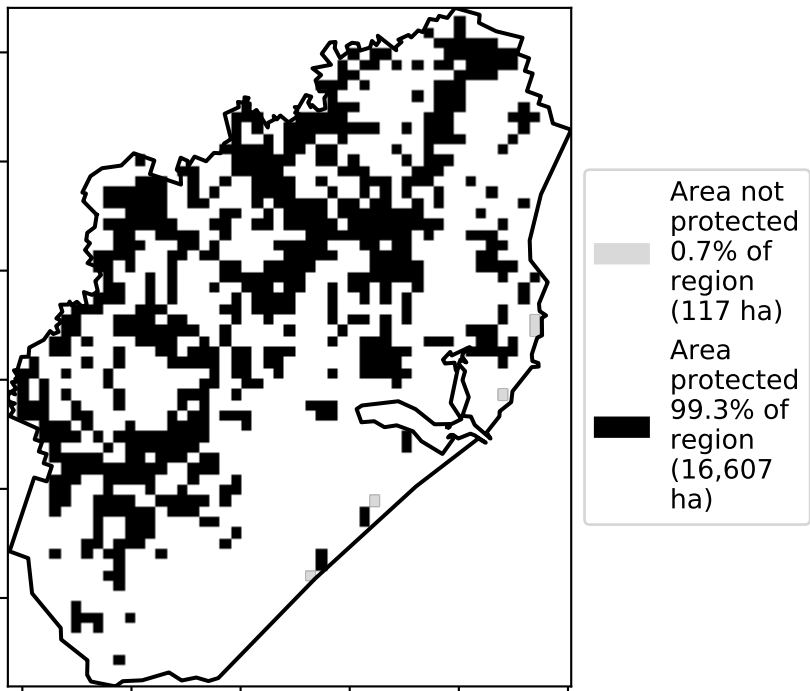 Area not
protected
0.7% of
region
(117 ha)
Area
protected
99.3% of
region
(16,607
ha)